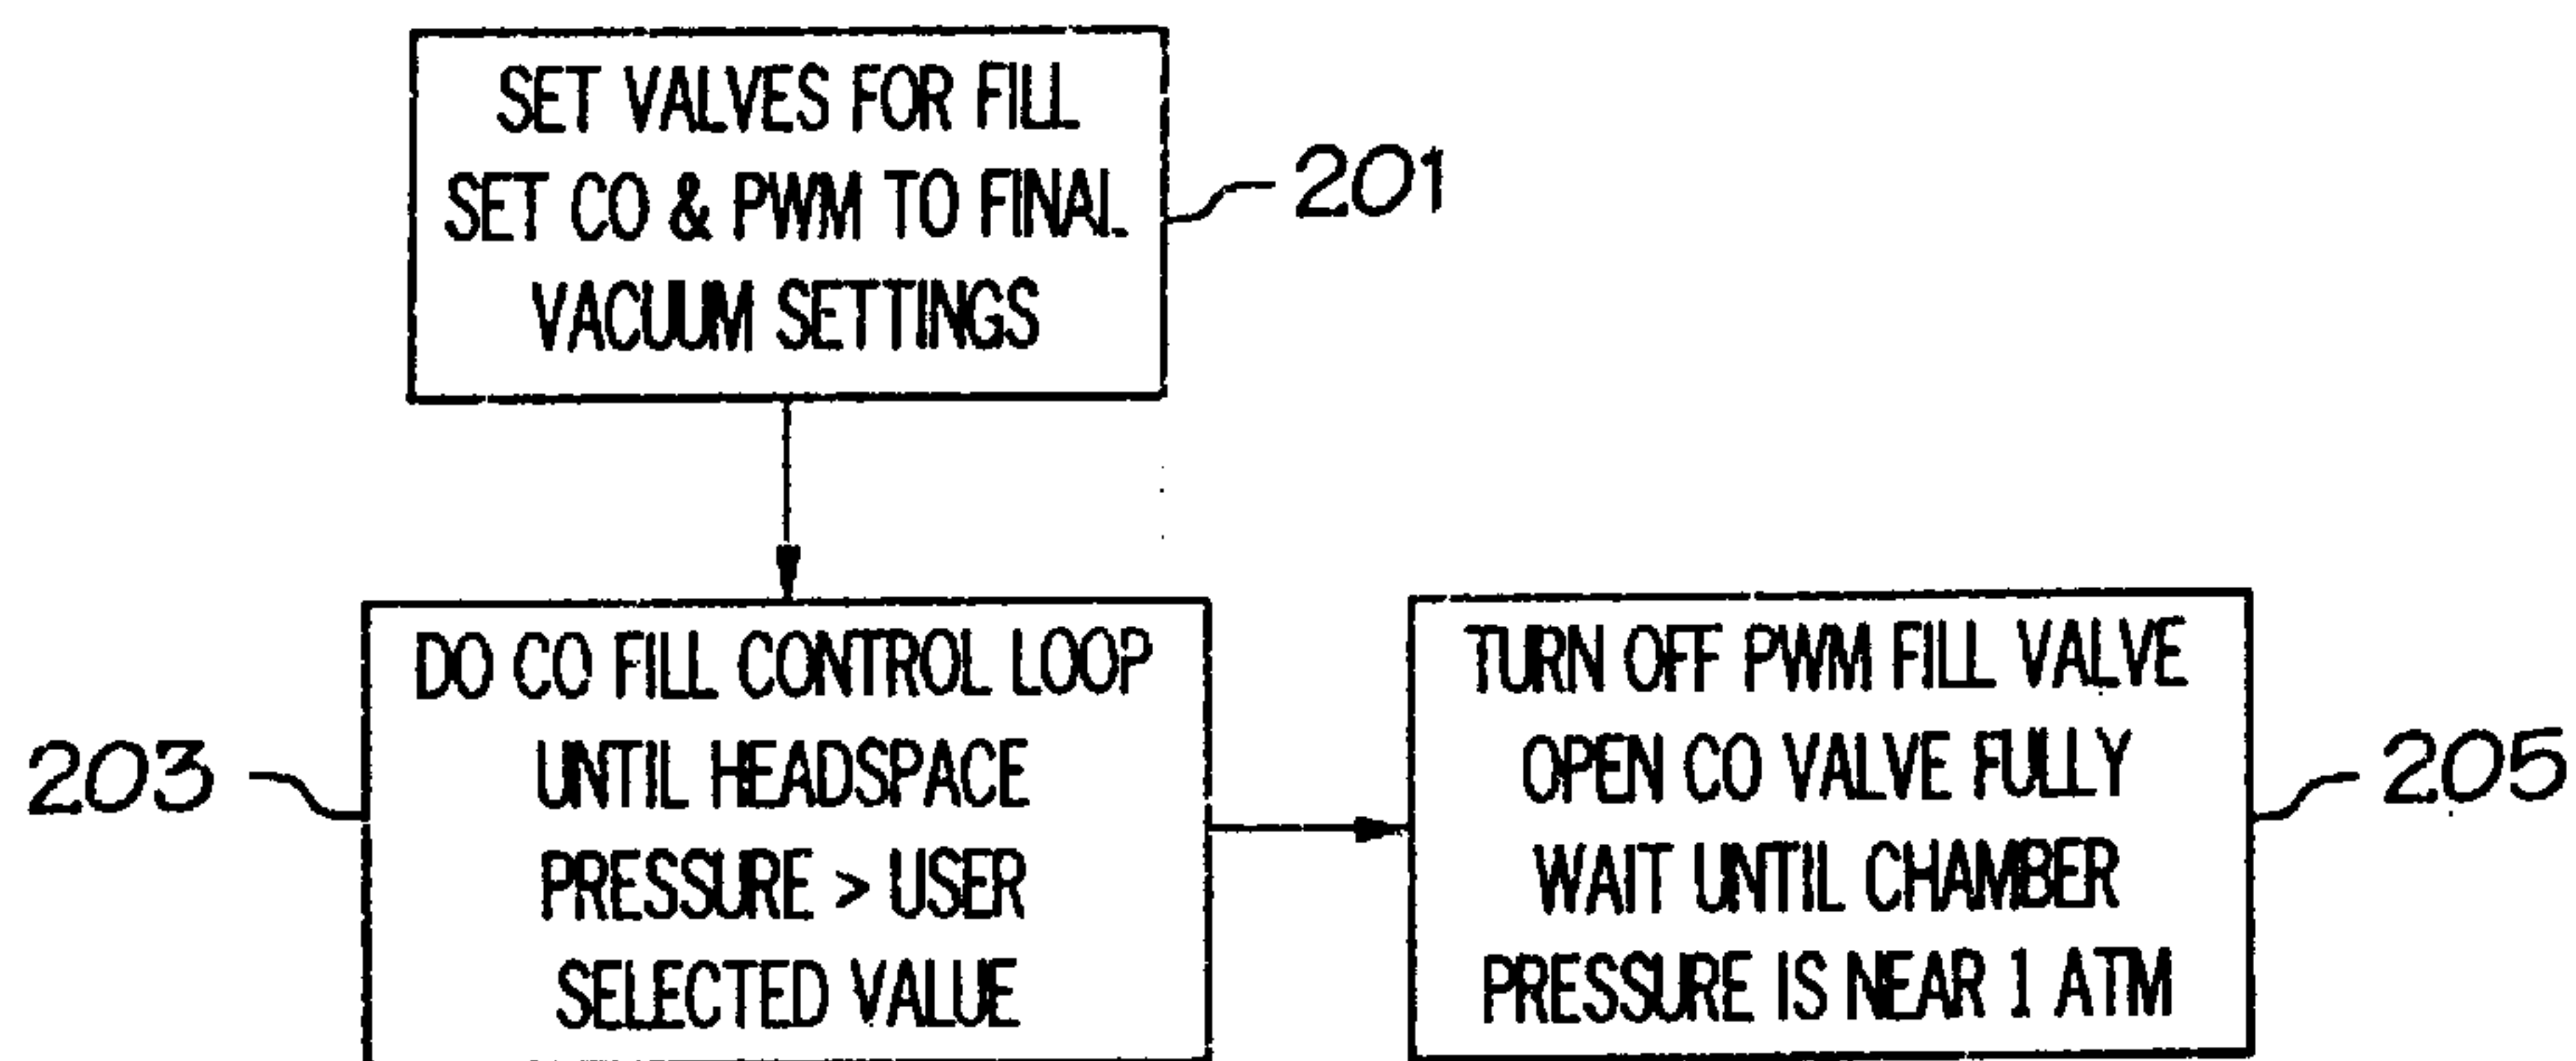 SET VALVES FOR FILL
SET CO & PWM TO FINAL
VACUUM SETTINGS
201
DO CO FILL CONTROL LOOP
UNTIL HEADSPACE
PRESSURE > USER
SELECTED VALUE
203
TURN OFF PWM FILL VALVE
OPEN CO VALVE FULLY
WAIT UNTIL CHAMBER
PRESSURE IS NEAR 1 ATM
205